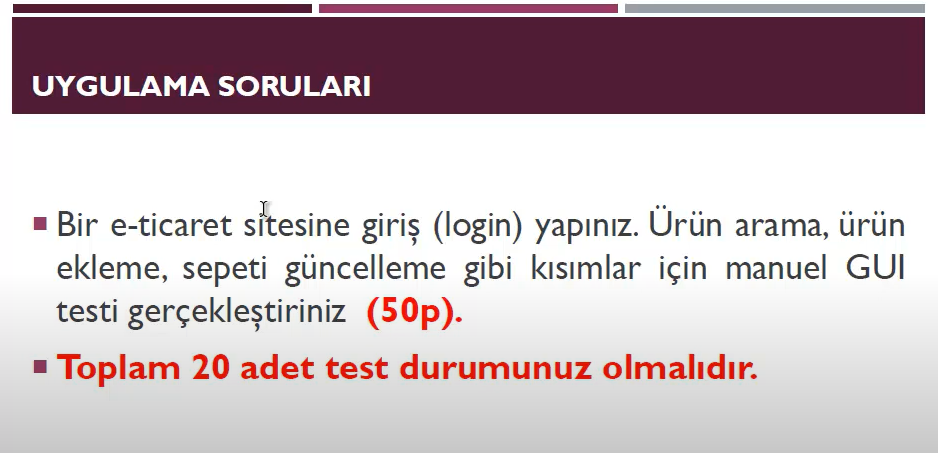 UYGULAMA SORULARI
Bir e-ticaret sitesine giriş (login) yapınız. Ürün arama, ürün
ekleme, sepeti güncelleme gibi kısımlar için manuel GUI
testi gerçekleştiriniz (50p).
Toplam 20 adet test durumunuz olmalıdır.